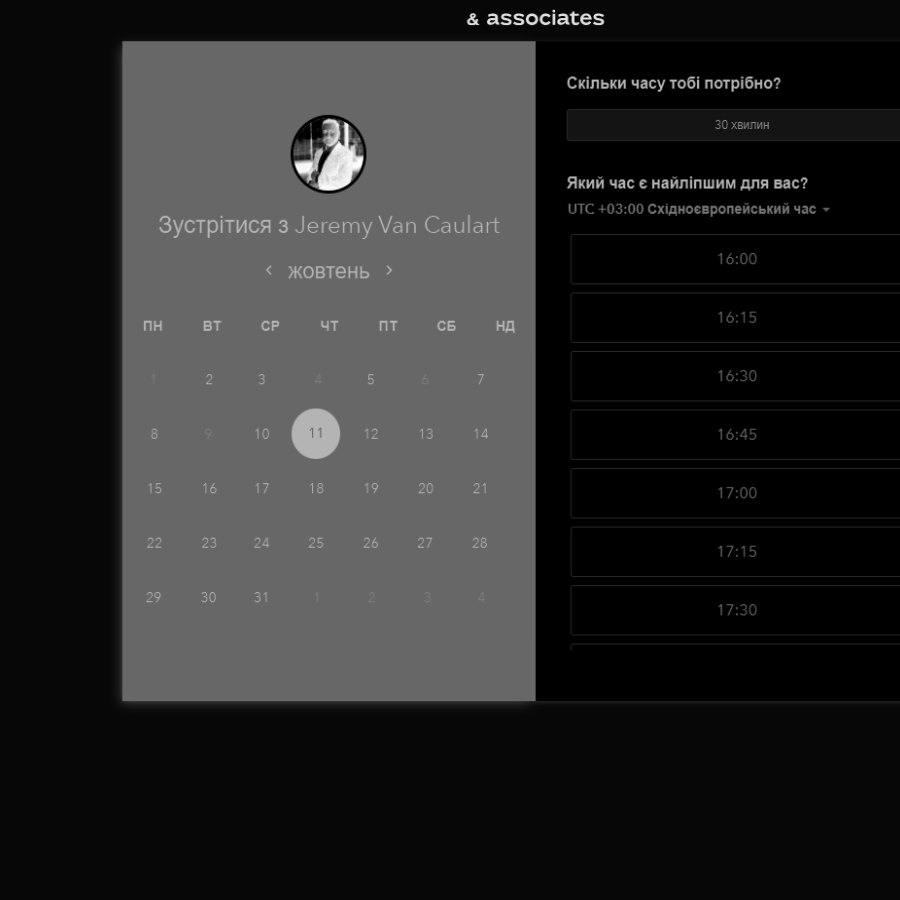 & associates
Зустрітися з Jeremy Van Caulart
жовтень
ПН ВТ СР ЧТ ПТ СБ НД
1 2 3 4 5 6 7
8 9 10 11 12 13 14
15 16 17 18 19 20 21
22 23 24 25 26 27 28
29 30 31 1 2 3 4
Скільки часу тобі потрібно?
30 хвилин
Який час є найліпшим для вас?
UTC +03:00 Східноєвропейський час
16:00
16:15
16:30
16:45
17:00
17:15
17:30